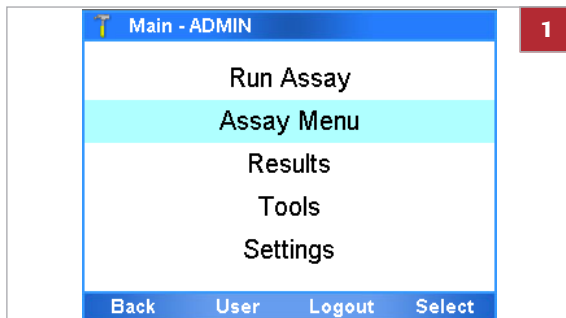 Main - ADMIN
1
Run Assay
Assay Menu
Results
Tools
Settings
Back User Logout Select